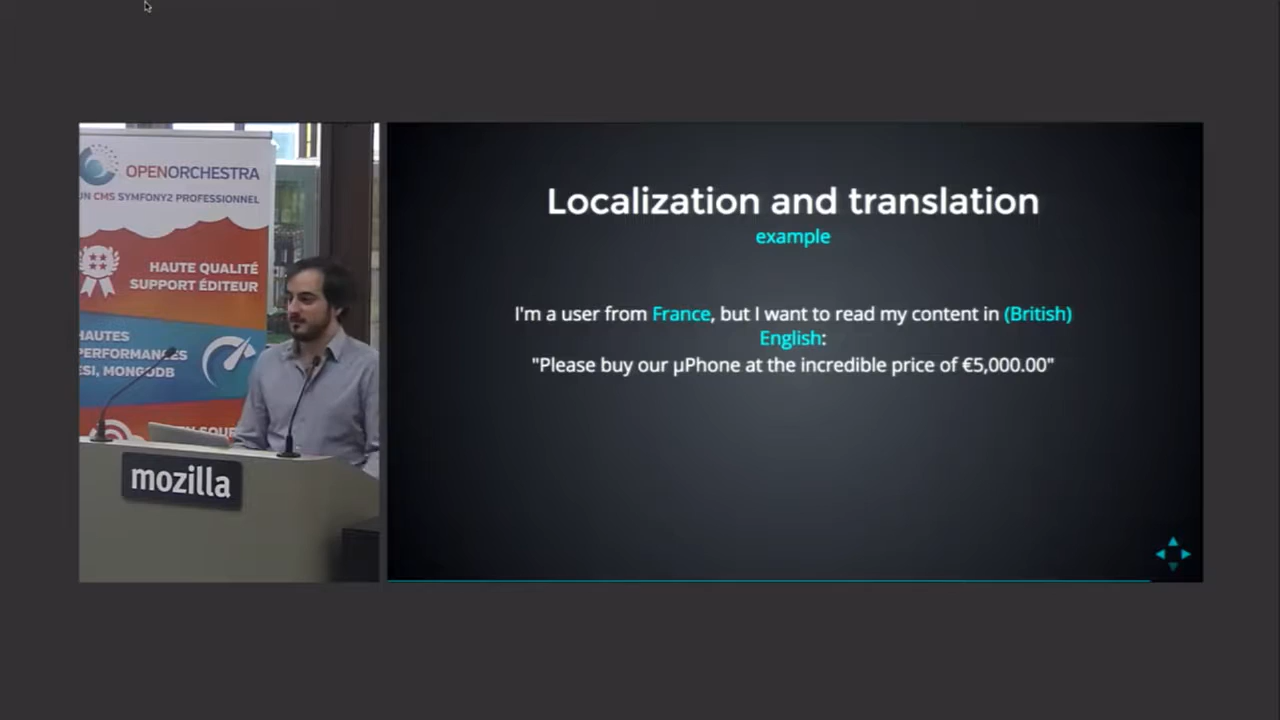 OPENORCHESTRA
UN CMS SYMFONY2 PROFESSIONNEL
HAUTE QUALITÉ
SUPPORT ÉDITEUR
HAUTES
PERFORMANCES
ESI, MONGODB
mozilla
Localization and translation
example
I'm a user from France, but I want to read my content in (British)
English:
"Please buy our µPhone at the incredible price of €5,000.00"